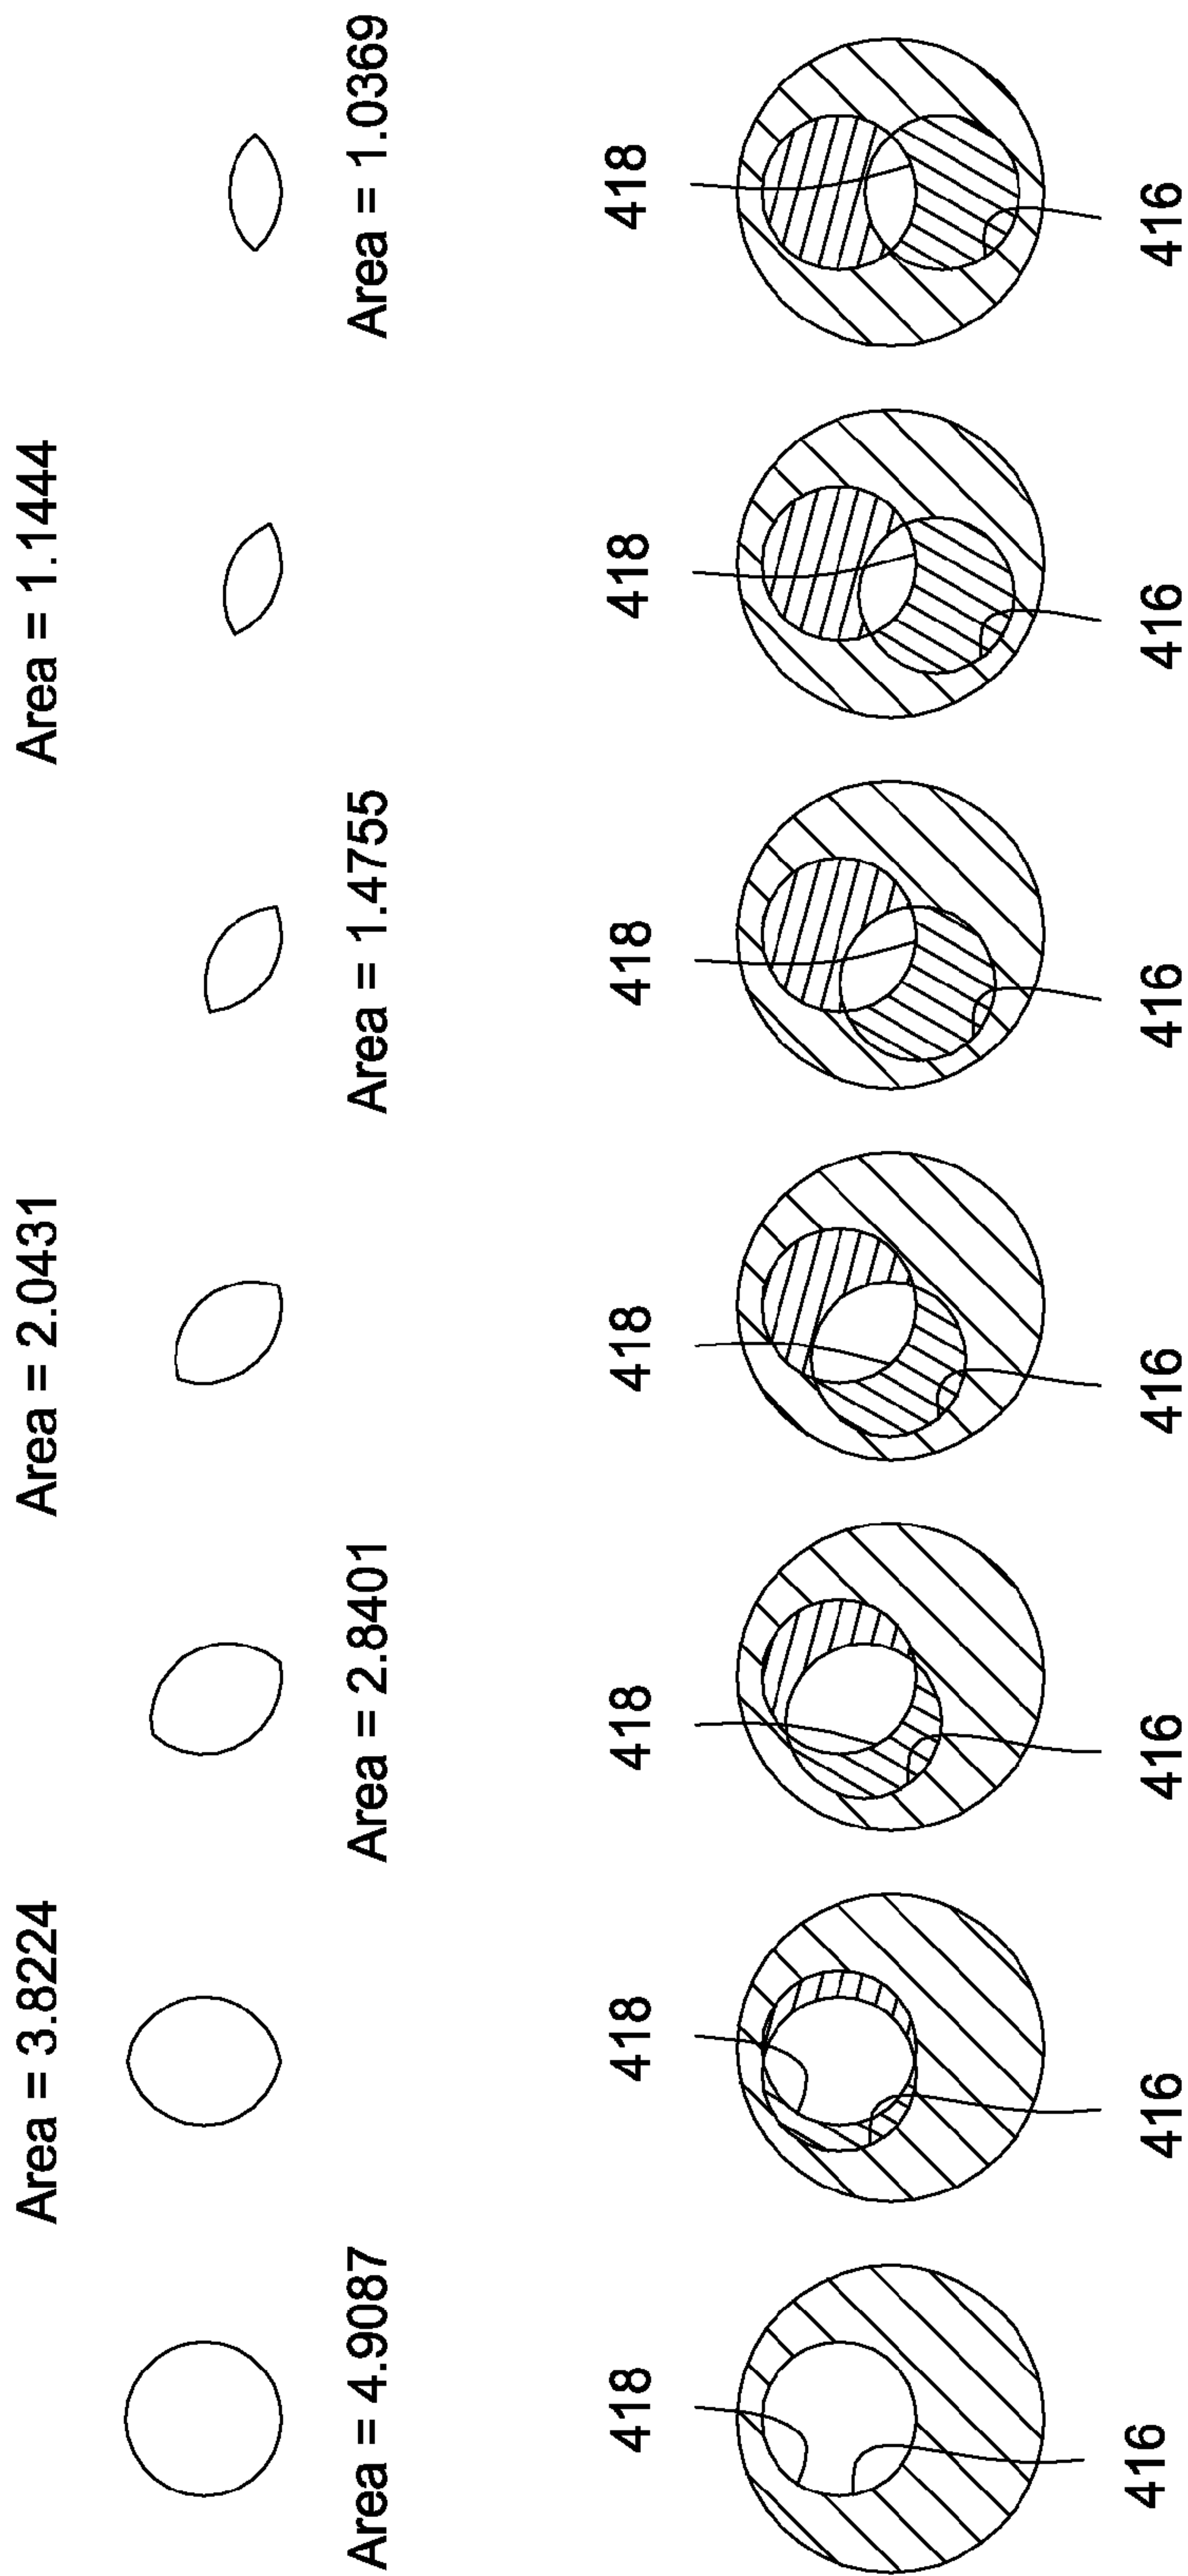 Area = 4.9087
Area = 3.8224
Area = 2.8401
Area = 2.0431
Area = 1.4755
Area = 1.1444
Area = 1.0369
418
418
418
418
418
418
418
416
416
416
416
416
416
416